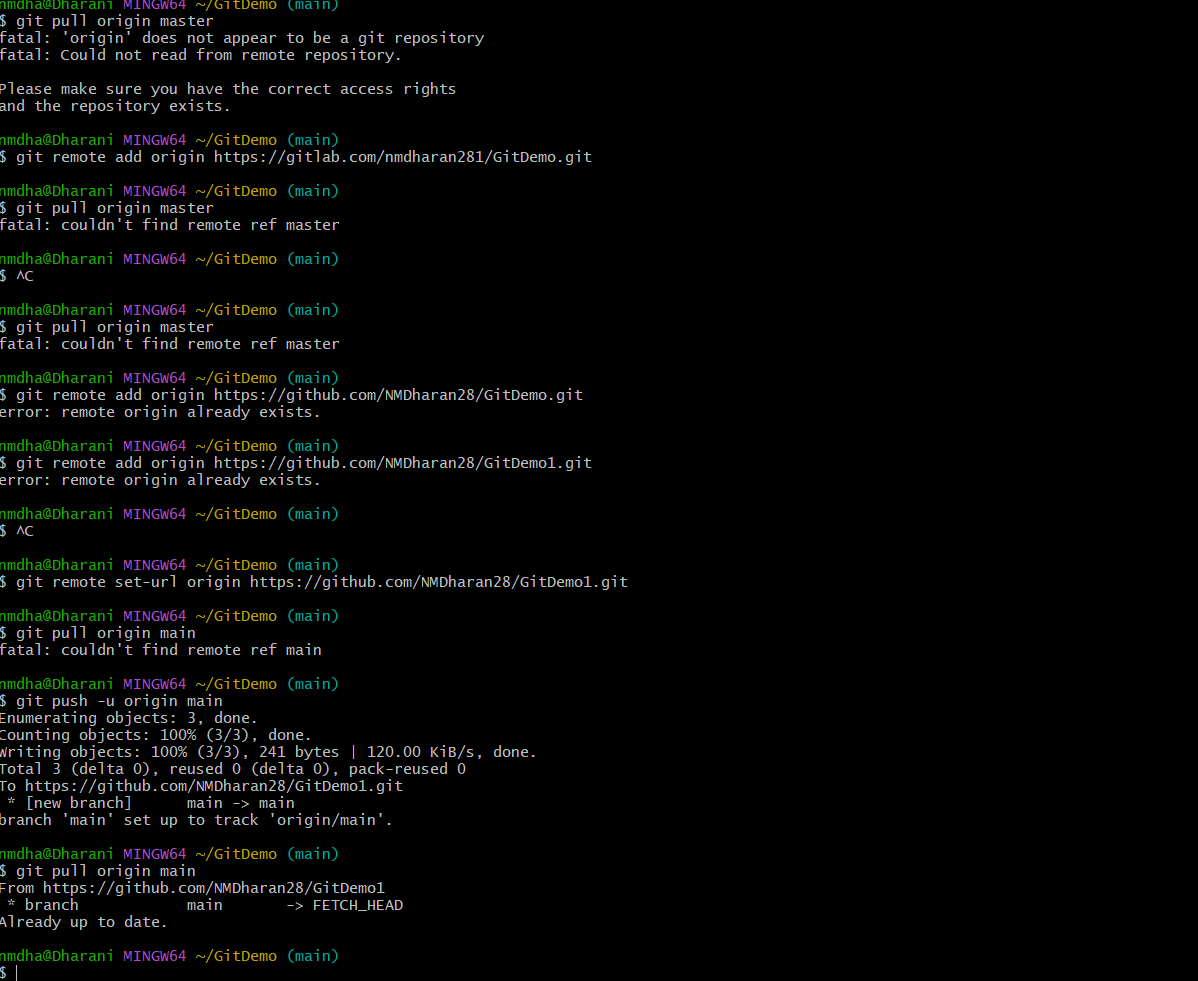 nmdha@Dharani MINGW64 ~/GitDemo (main)
$ git pull origin master
fatal: 'origin' does not appear to be a git repository
fatal: Could not read from remote repository.
Please make sure you have the correct access rights
and the repository exists.
nmdha@Dharani MINGW64 ~/GitDemo (main)
$ git remote add origin https://gitlab.com/nmdharan281/GitDemo.git
nmdha@Dharani MINGW64 ~/GitDemo (main)
$ git pull origin master
fatal: couldn't find remote ref master
nmdha@Dharani MINGW64 ~/GitDemo (main)
$ ^C
nmdha@Dharani MINGW64 ~/GitDemo (main)
$ git pull origin master
fatal: couldn't find remote ref master
nmdha@Dharani MINGW64 ~/GitDemo (main)
$ git remote add origin https://github.com/NMDharan28/GitDemo.git
error: remote origin already exists.
nmdha@Dharani MINGW64 ~/GitDemo (main)
$ git remote add origin https://github.com/NMDharan28/GitDemo1.git
error: remote origin already exists.
nmdha@Dharani MINGW64 ~/GitDemo (main)
$ ^C
nmdha@Dharani MINGW64 ~/GitDemo (main)
$ git remote set-url origin https://github.com/NMDharan28/GitDemo1.git
nmdha@Dharani MINGW64 ~/GitDemo (main)
$ git pull origin main
fatal: couldn't find remote ref main
nmdha@Dharani MINGW64 ~/GitDemo (main)
$ git push -u origin main
Enumerating objects: 3, done.
Counting objects: 100% (3/3), done.
Writing objects: 100% (3/3), 241 bytes | 120.00 KiB/s, done.
Total 3 (delta 0), reused 0 (delta 0), pack-reused 0
To https://github.com/NMDharan28/GitDemo1.git
* [new branch] main -> main
branch 'main' set up to track 'origin/main'.
nmdha@Dharani MINGW64 ~/GitDemo (main)
$ git pull origin main
From https://github.com/NMDharan28/GitDemo1
* branch main -> FETCH_HEAD
Already up to date.
nmdha@Dharani MINGW64 ~/GitDemo (main)
$